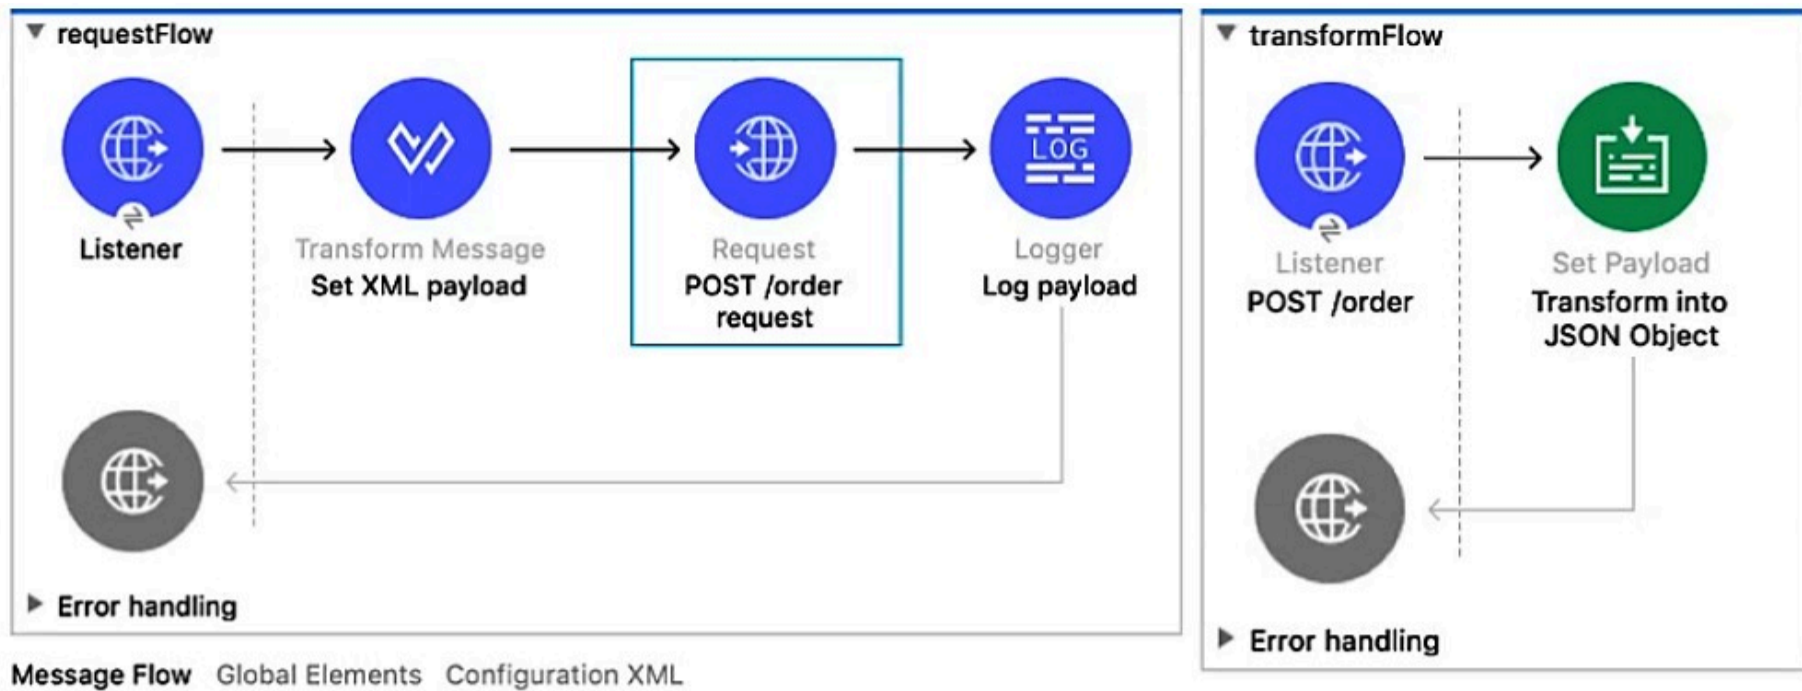 requestFlow
Listener
Transform Message
Set XML payload
Request
POST /order
request
LOG
Logger
Log payload
Error handling
transformFlow
Listener
POST /order
Set Payload
Transform into
JSON Object
Error handling
Message Flow Global Elements Configuration XML